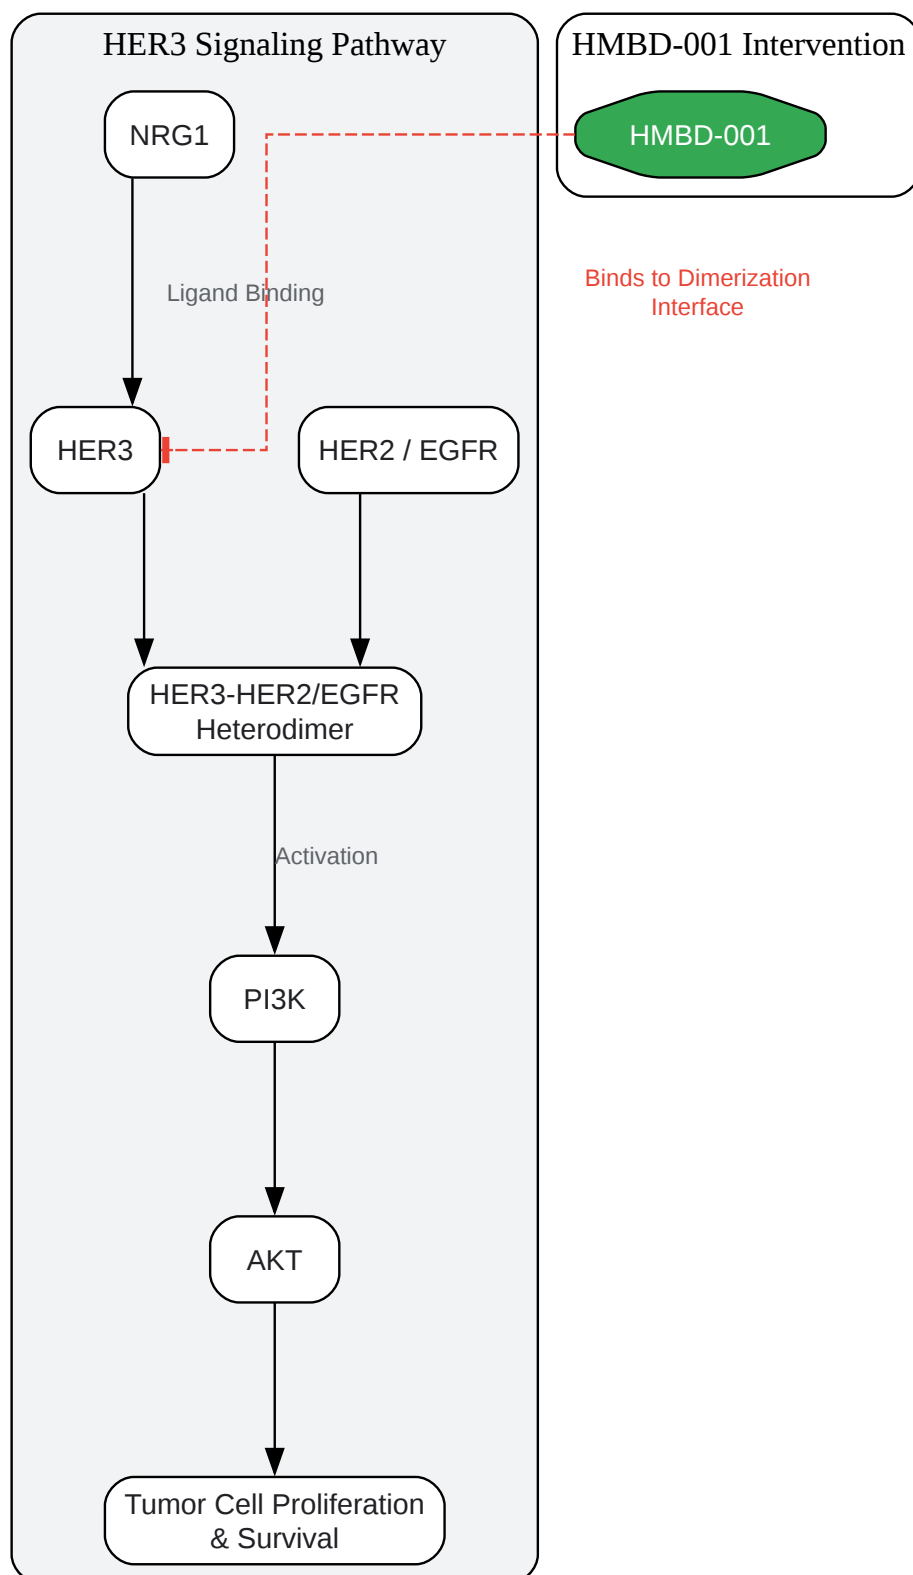 HER3 Signaling Pathway
HMBD-001 Intervention
NRG1
HMBD-001
Ligand Binding
Binds to Dimerization
Interface
HER3
HER2 / EGFR
HER3-HER2/EGFR
Heterodimer
Activation
PI3K
AKT
Tumor Cell Proliferation
& Survival